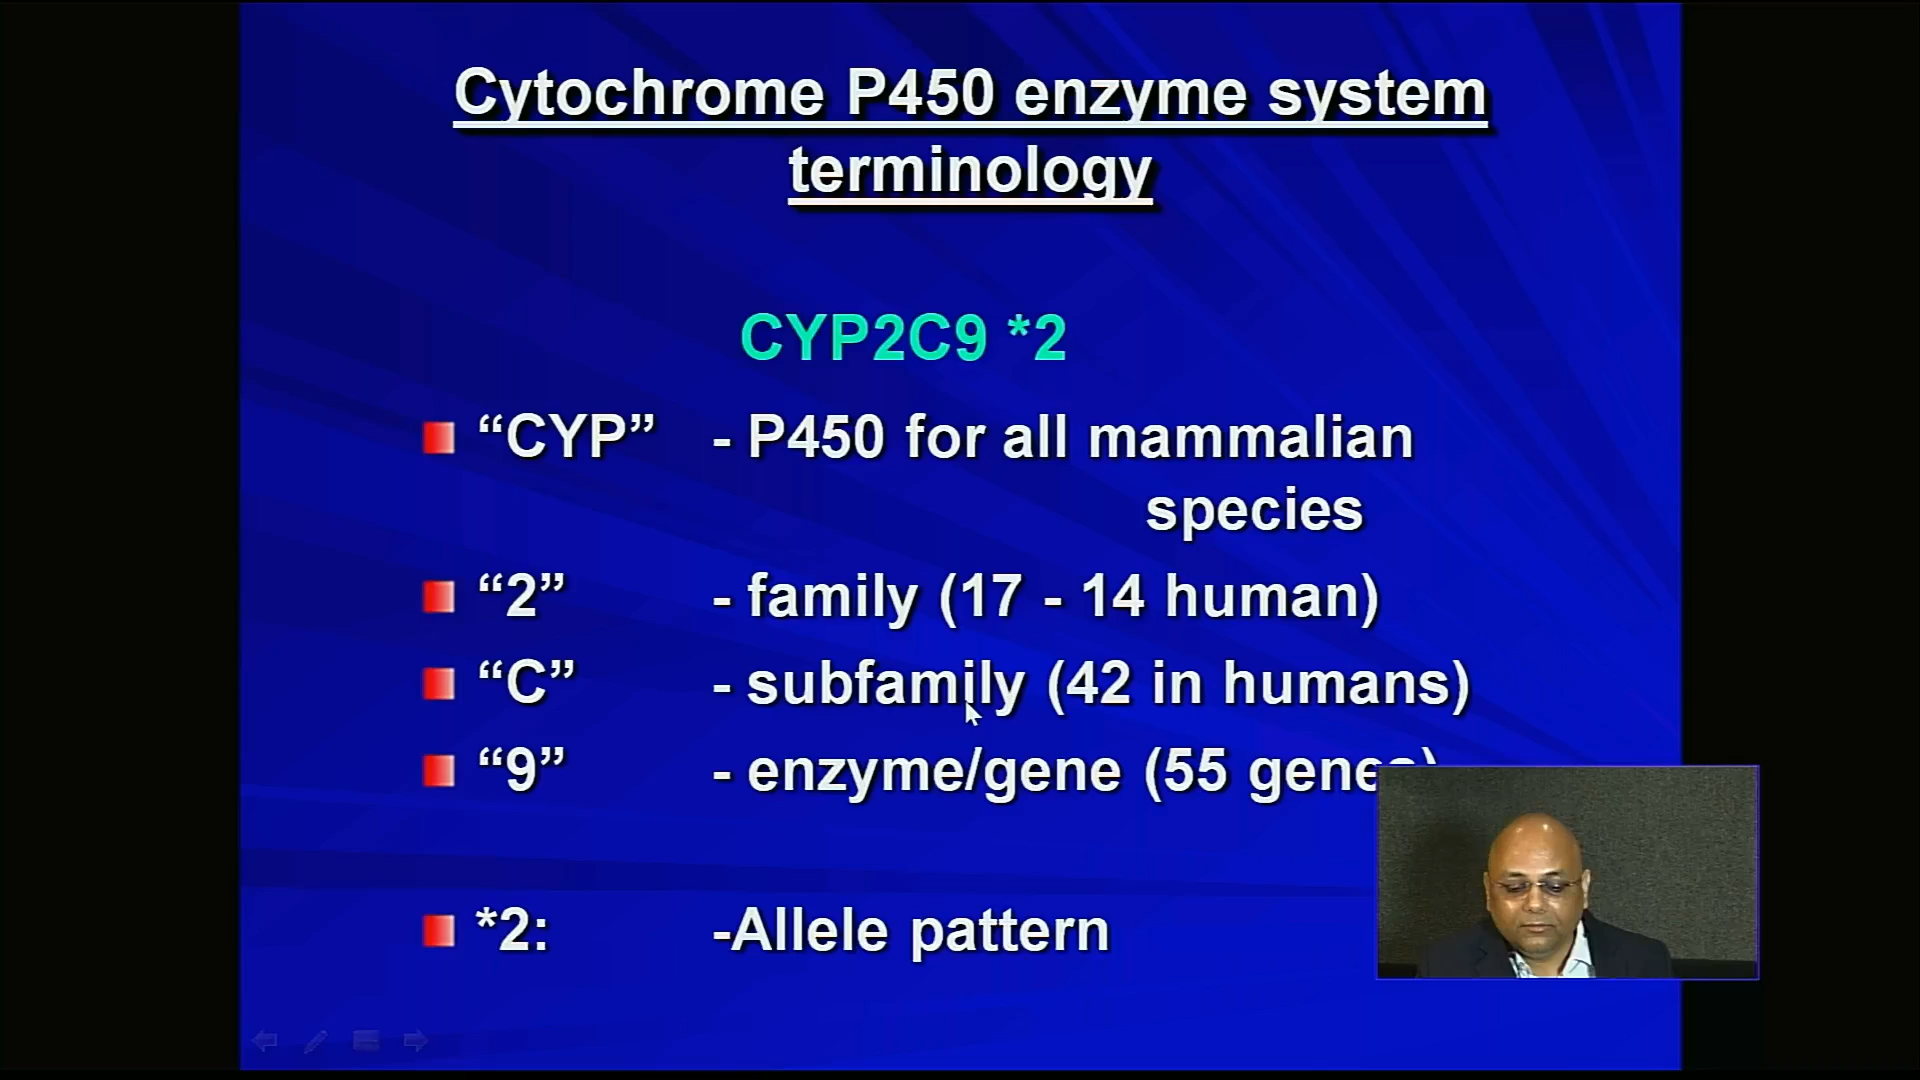 Cytochrome P450 enzyme system
terminology
CYP2C9 *2
“CYP” - P450 for all mammalian
species
“2” - family (17 - 14 human)
“C” - subfamily (42 in humans)
“9” - enzyme/gene (55 genes)
*2: -Allele pattern